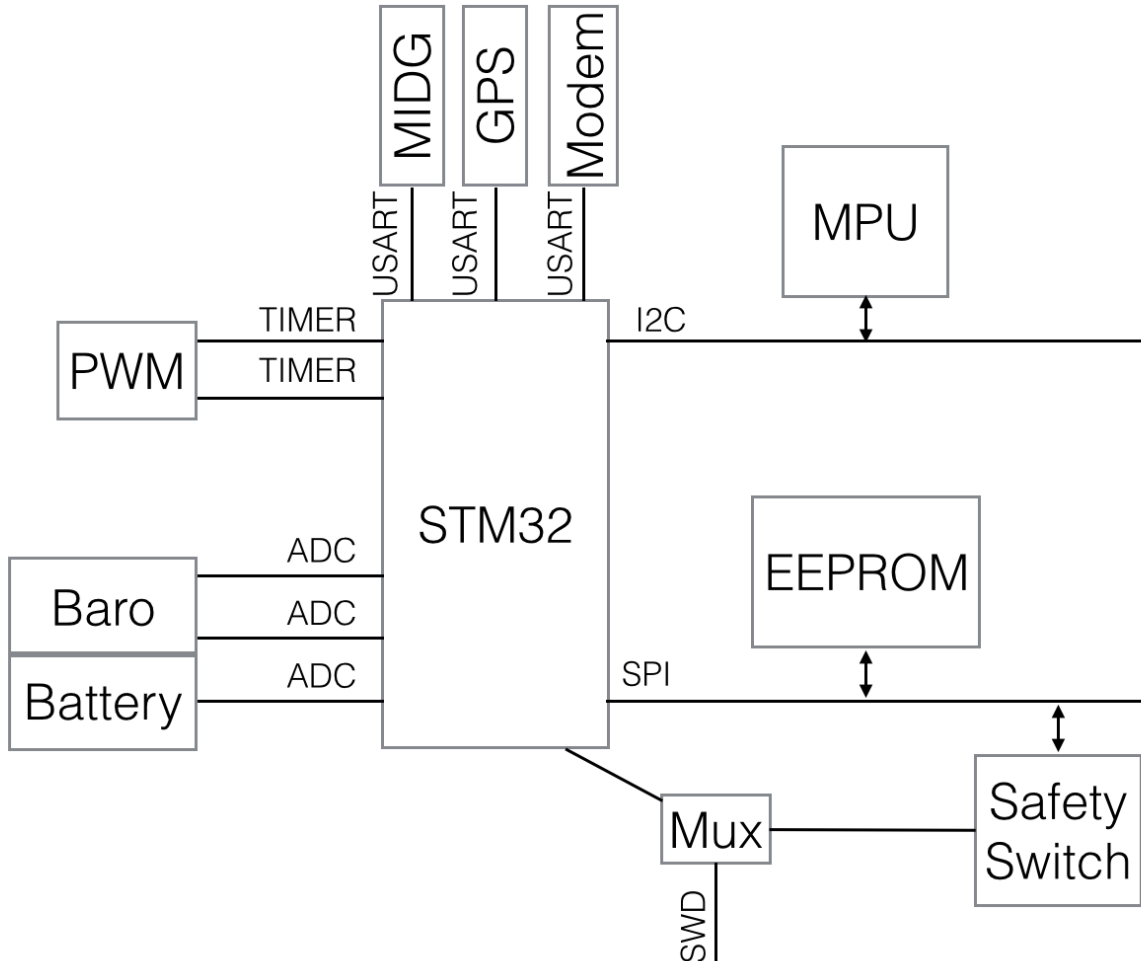 MIDG
GPS
Modem
USART
USART
USART
MPU
TIMER
I2C
PWM
TIMER
STM32
EEPROM
ADC
Baro
ADC
ADC
SPI
Battery
Safety
Switch
Mux
SWD